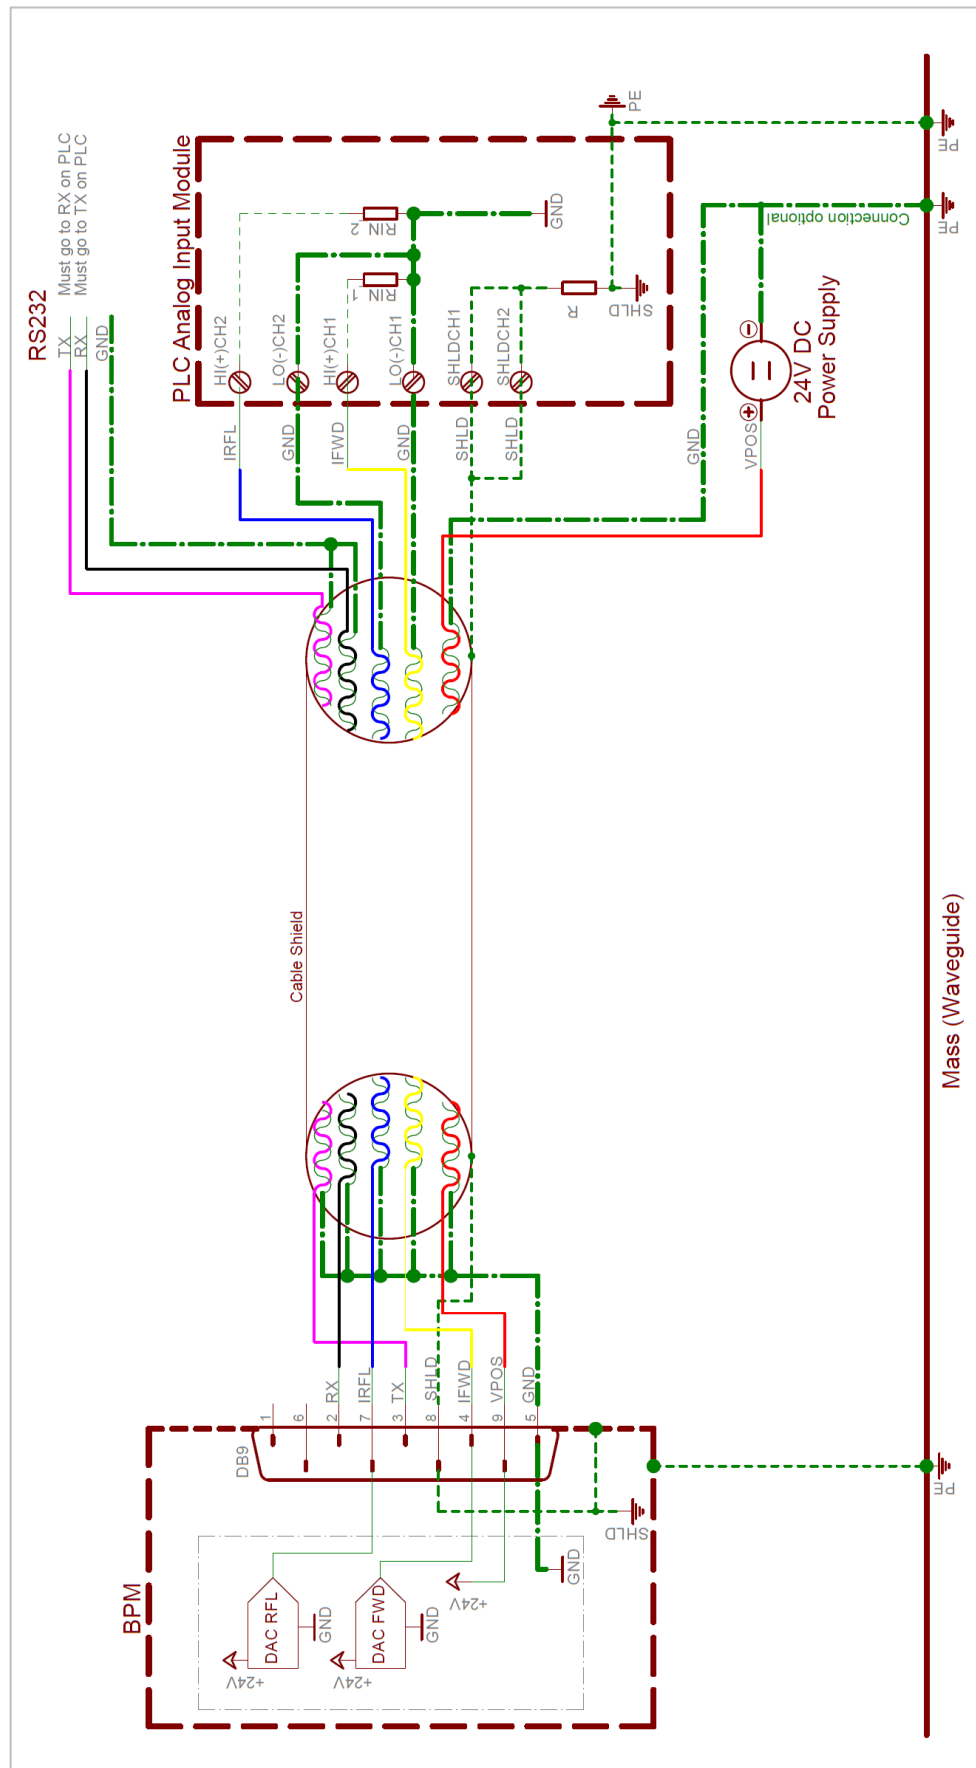 RS232
TX Must go to RX on PLC
RX Must go to TX on PLC
GND
PLC Analog Input Module
HI(+)CH2
LO(-)CH2
HI(+)CH1
LO(-)CH1
SHLDCH1
SHLDCH2
RIN 2
RIN 1
GND
R
SHLD
PE
IRFL
GND
IFWD
GND
SHLD
SHLD
GND
VPOS
24V DC
Power Supply
Connection optional
PE
PE
Cable Shield
Mass (Waveguide)
BPM
DB9
1
6
2 RX
7 IRFL
3 TX
8 SHLD
4 IFWD
9 VPOS
5 GND
SHLD
PE
DAC RFL
+24V
GND
DAC FWD
+24V
GND
+24V
GND